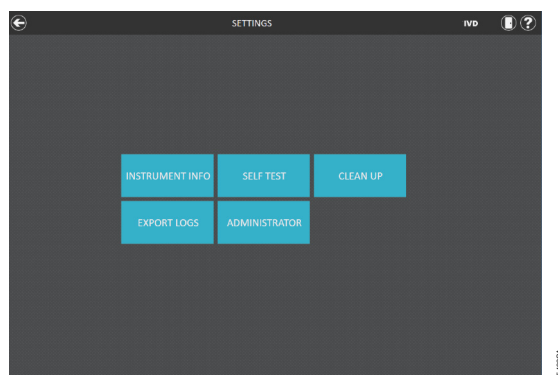 SETTINGS IVD ?
INSTRUMENT INFO SELF TEST CLEAN UP
EXPORT LOGS ADMINISTRATOR